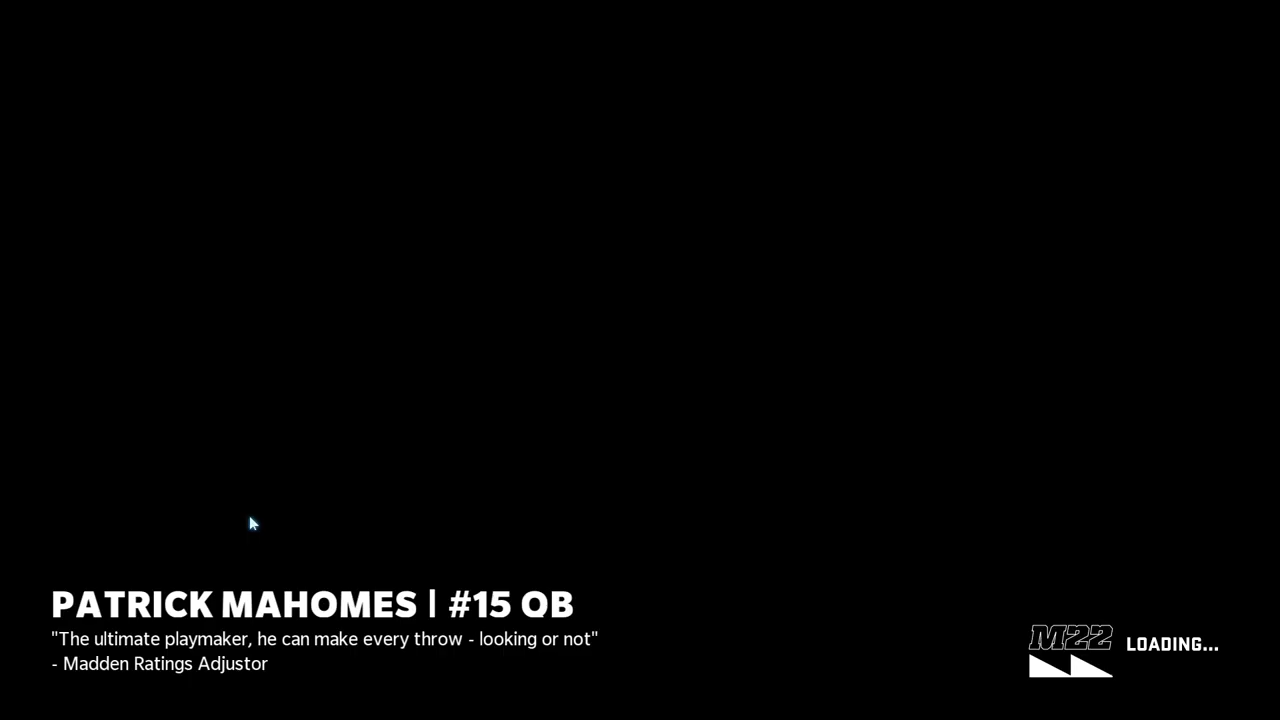 PATRICK MAHOMES | #15 QB
"The ultimate playmaker, he can make every throw - looking or not"
- Madden Ratings Adjustor
M22
LOADING...